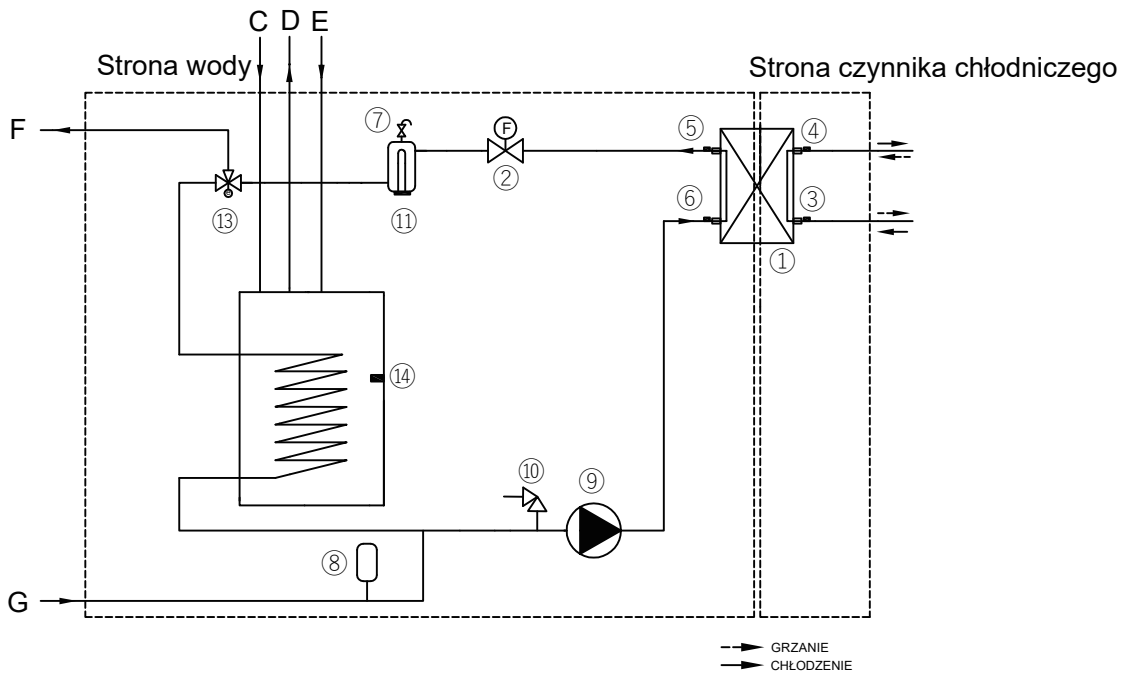 C D E
Strona wody
Strona czynnika chłodniczego
F
⑦
F
②
⑤
④
⑥
③
⑬
⑪
①
⑭
⑩
⑨
⑧
G
GRZANIE
CHŁODZENIE